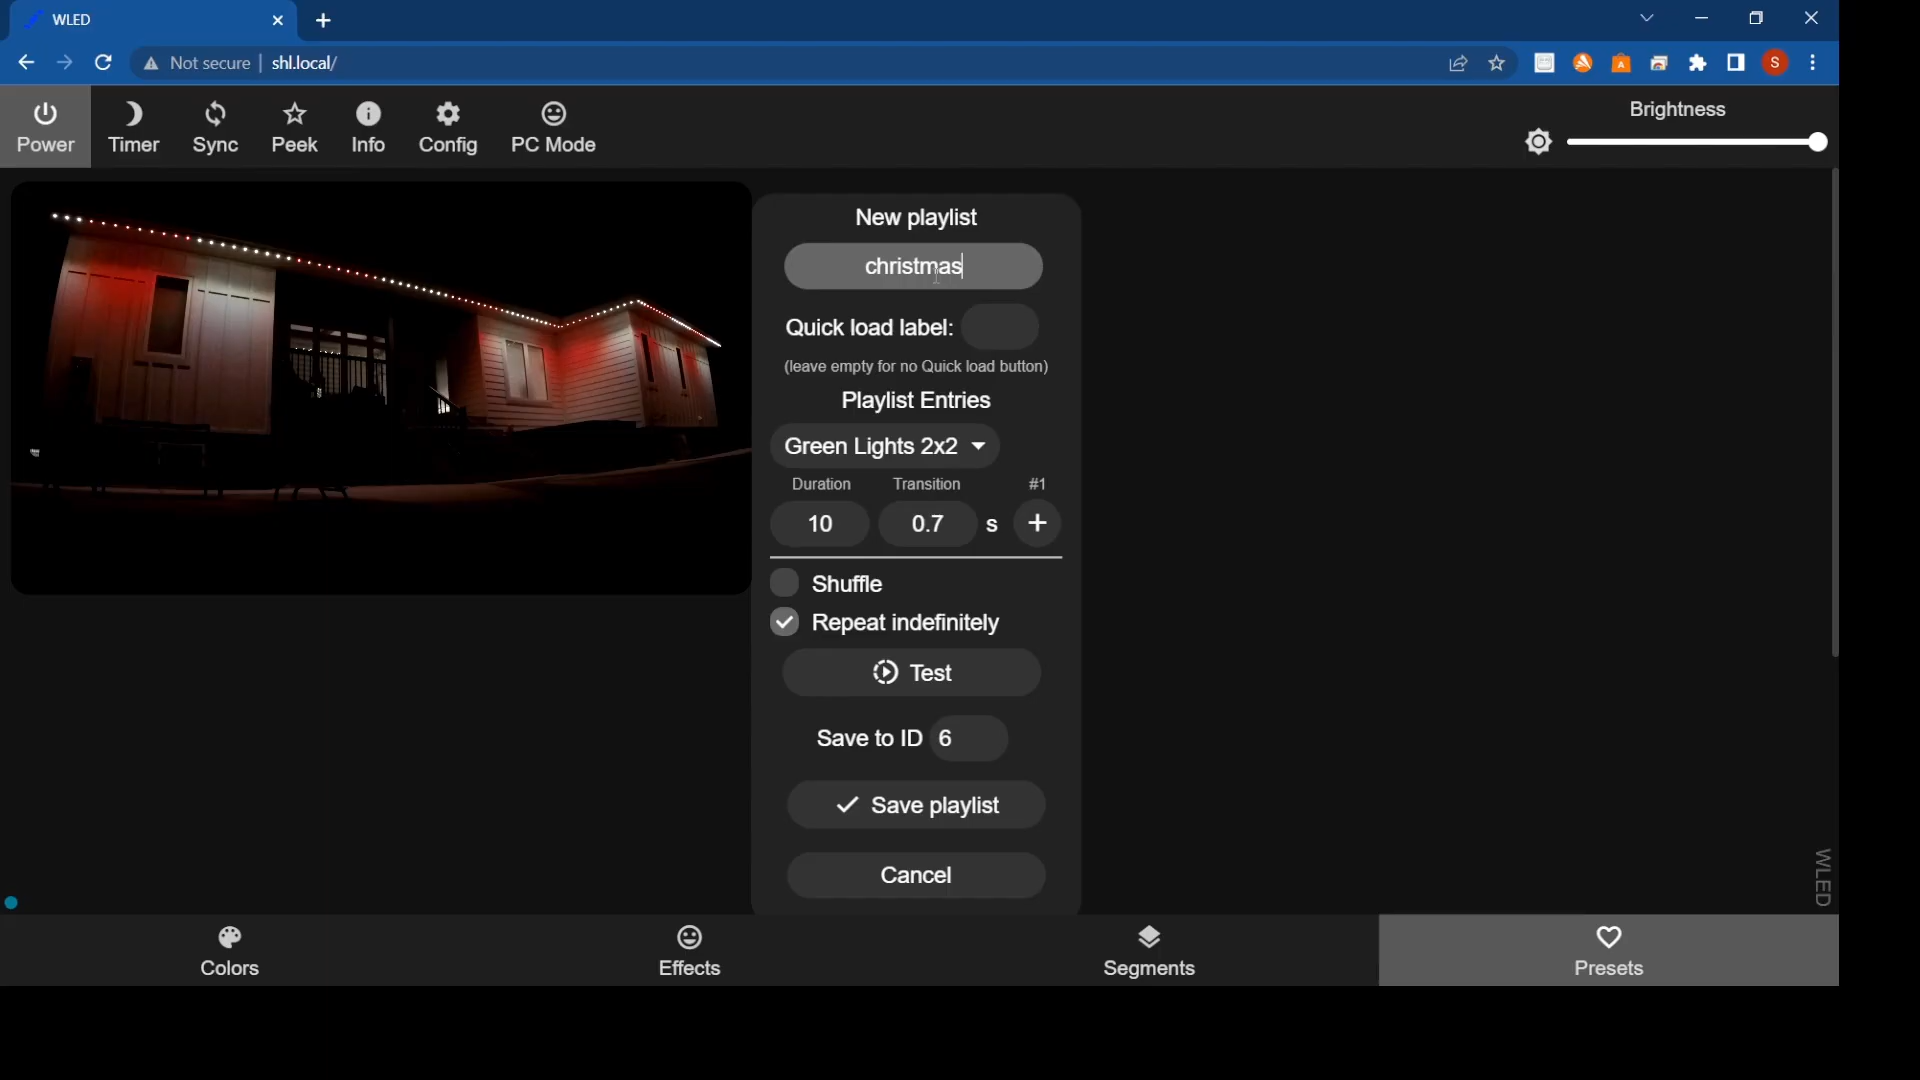 WLED
Not secure | shl.local/
S
Power
Timer
Sync
Peek
Info
Config
PC Mode
Brightness
New playlist
christmas
Quick load label:
(leave empty for no Quick load button)
Playlist Entries
Green Lights 2x2
Duration Transition #1
10 0.7 s +
Shuffle
Repeat indefinitely
Test
Save to ID 6
Save playlist
Cancel
WLED
Colors
Effects
Segments
Presets